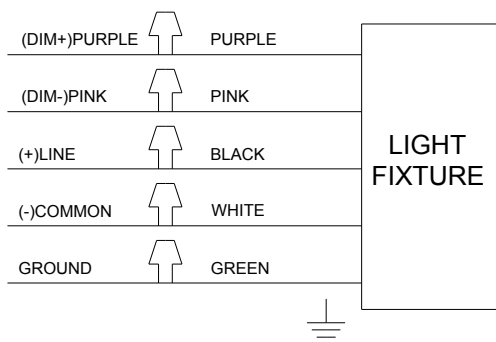 (DIM+)PURPLE PURPLE
(DIM-)PINK PINK
(+)LINE BLACK
(-)COMMON WHITE
GROUND GREEN
LIGHT
FIXTURE